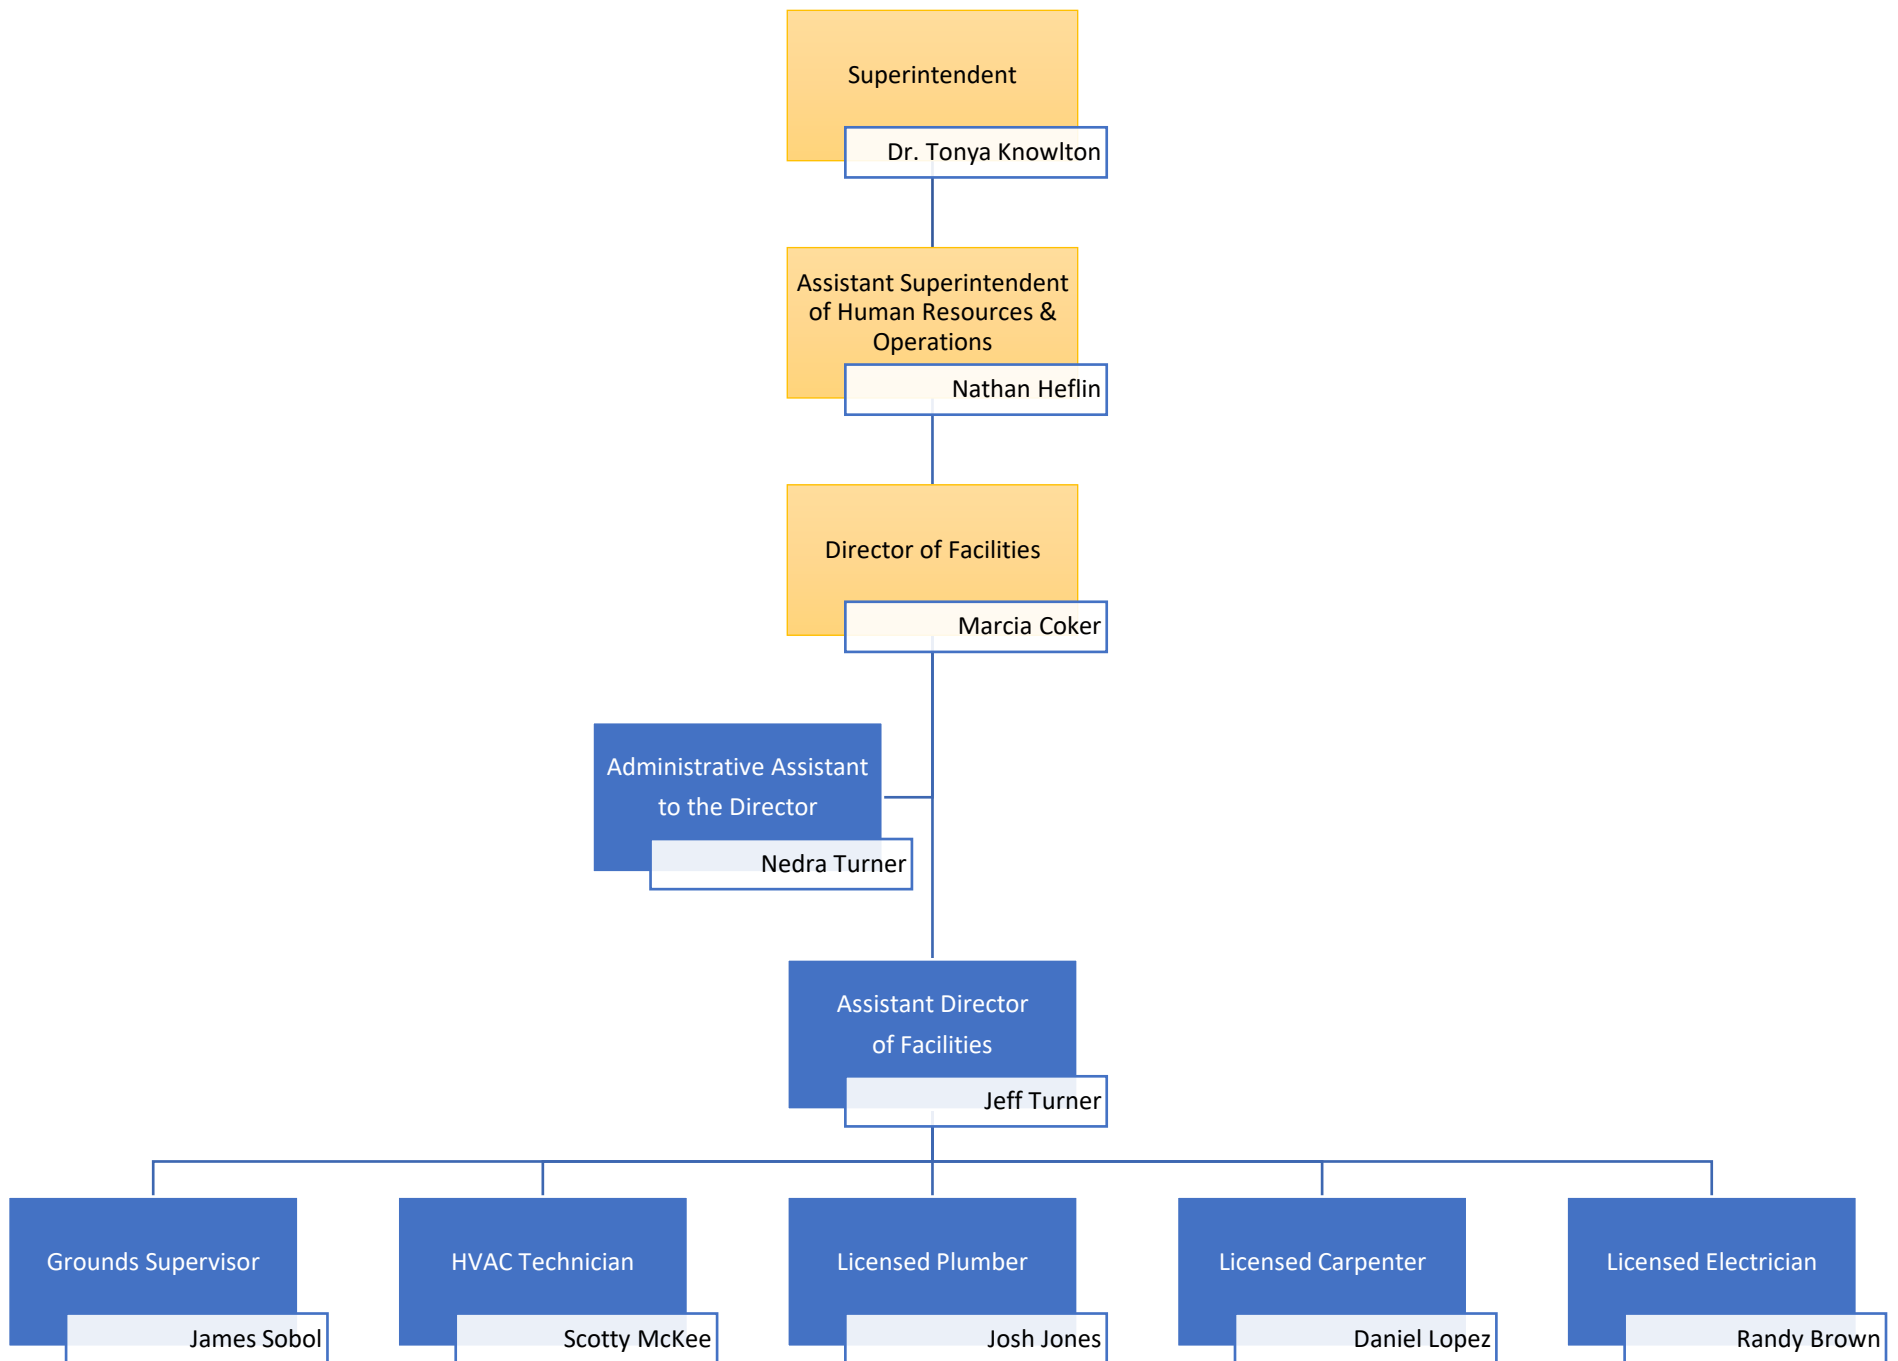 Superintendent
Dr. Tonya Knowlton
Assistant Superintendent
of Human Resources &
Operations
Nathan Heflin
Director of Facilities
Marcia Coker
Administrative Assistant
to the Director
Nedra Turner
Assistant Director
of Facilities
Jeff Turner
Grounds Supervisor
James Sobol
HVAC Technician
Scotty McKee
Licensed Plumber
Josh Jones
Licensed Carpenter
Daniel Lopez
Licensed Electrician
Randy Brown